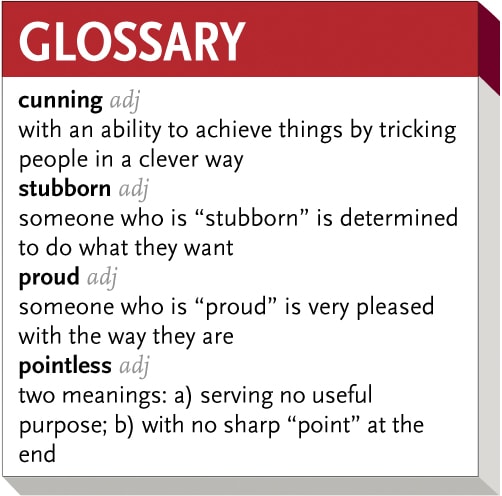 GLOSSARY
cunning adj
with an ability to achieve things by tricking
people in a clever way
stubborn adj
someone who is “stubborn” is determined
to do what they want
proud adj
someone who is “proud” is very pleased
with the way they are
pointless adj
two meanings: a) serving no useful
purpose; b) with no sharp “point” at the
end